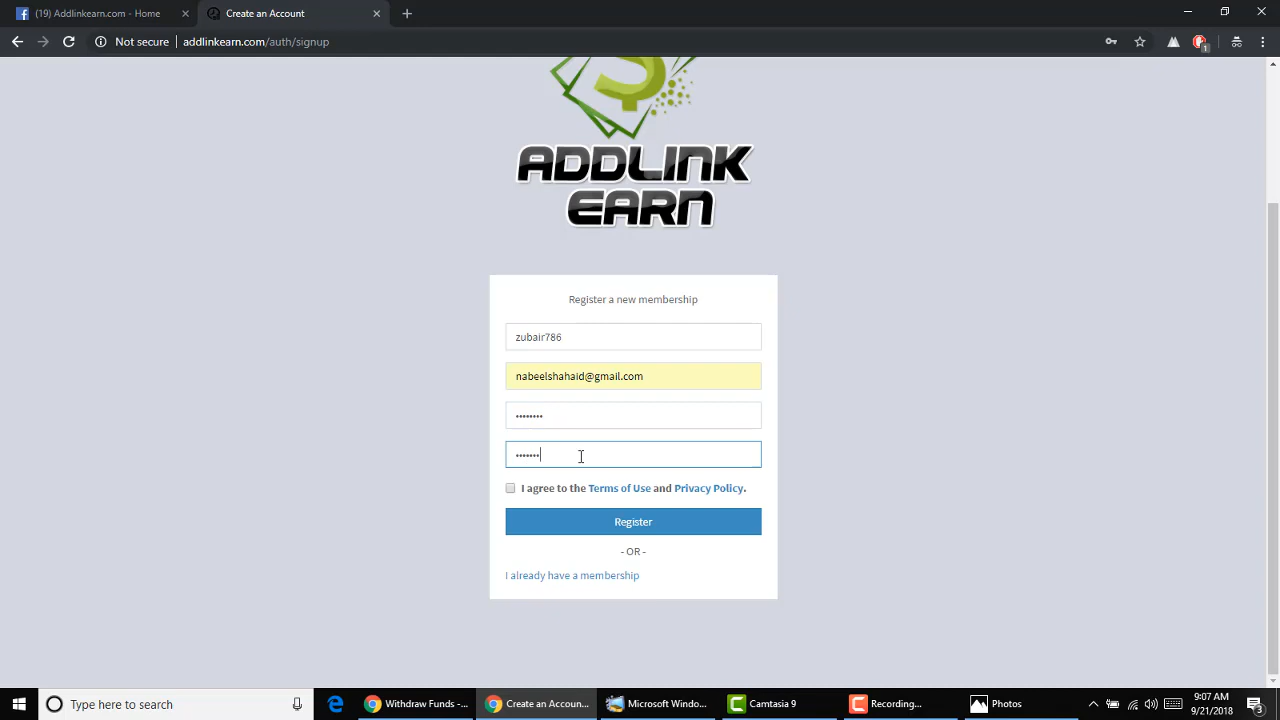 (19) Addlinkearn.com - Home
Create an Account
Not secure
addlinkearn.com/auth/signup
1
ADDLINK
EARN
Register a new membership
zubair786
nabeelshahaid@gmail.com
••••••••
•••••••
I agree to the Terms of Use and Privacy Policy.
Register
- OR -
I already have a membership
Type here to search
Withdraw Funds -...
Create an Accoun...
Microsoft Windo...
Camtasia 9
Recording...
Photos
9:07 AM
9/21/2018
3